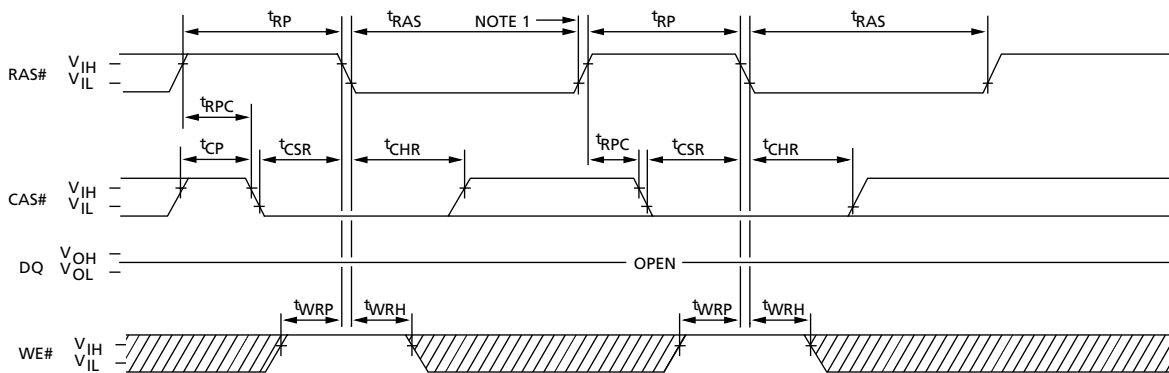 tRP tRAS NOTE 1 tRP tRAS
RAS# VIH
VIL
tRPC
tCP tCSR tCHR tRPC tCSR tCHR
CAS# VIH
VIL
DQ VOH
VOL
OPEN
tWRP tWRH tWRP tWRH
WE# VIH
VIL